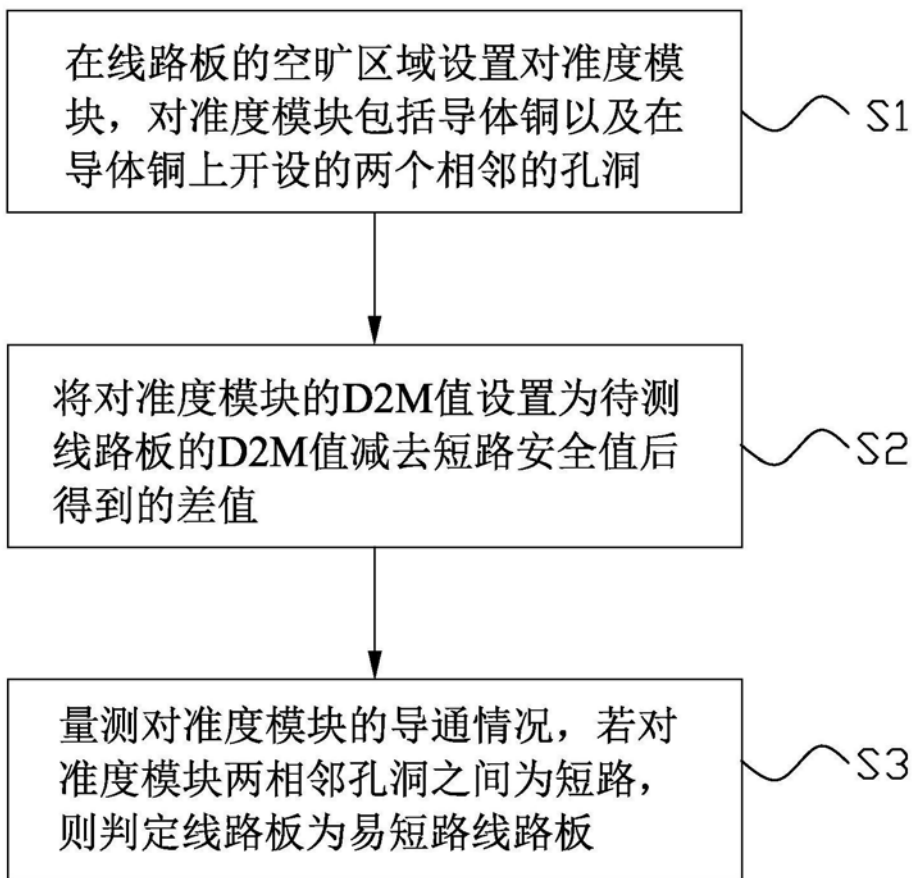 在线路板的空旷区域设置对准度模
块，对准度模块包括导体铜以及在
导体铜上开设的两个相邻的孔洞
S1
将对准度模块的D2M值设置为待测
线路板的D2M值减去短路安全值后
得到的差值
S2
量测对准度模块的导通情况，若对
准度模块两相邻孔洞之间为短路，
则判定线路板为易短路线路板
S3